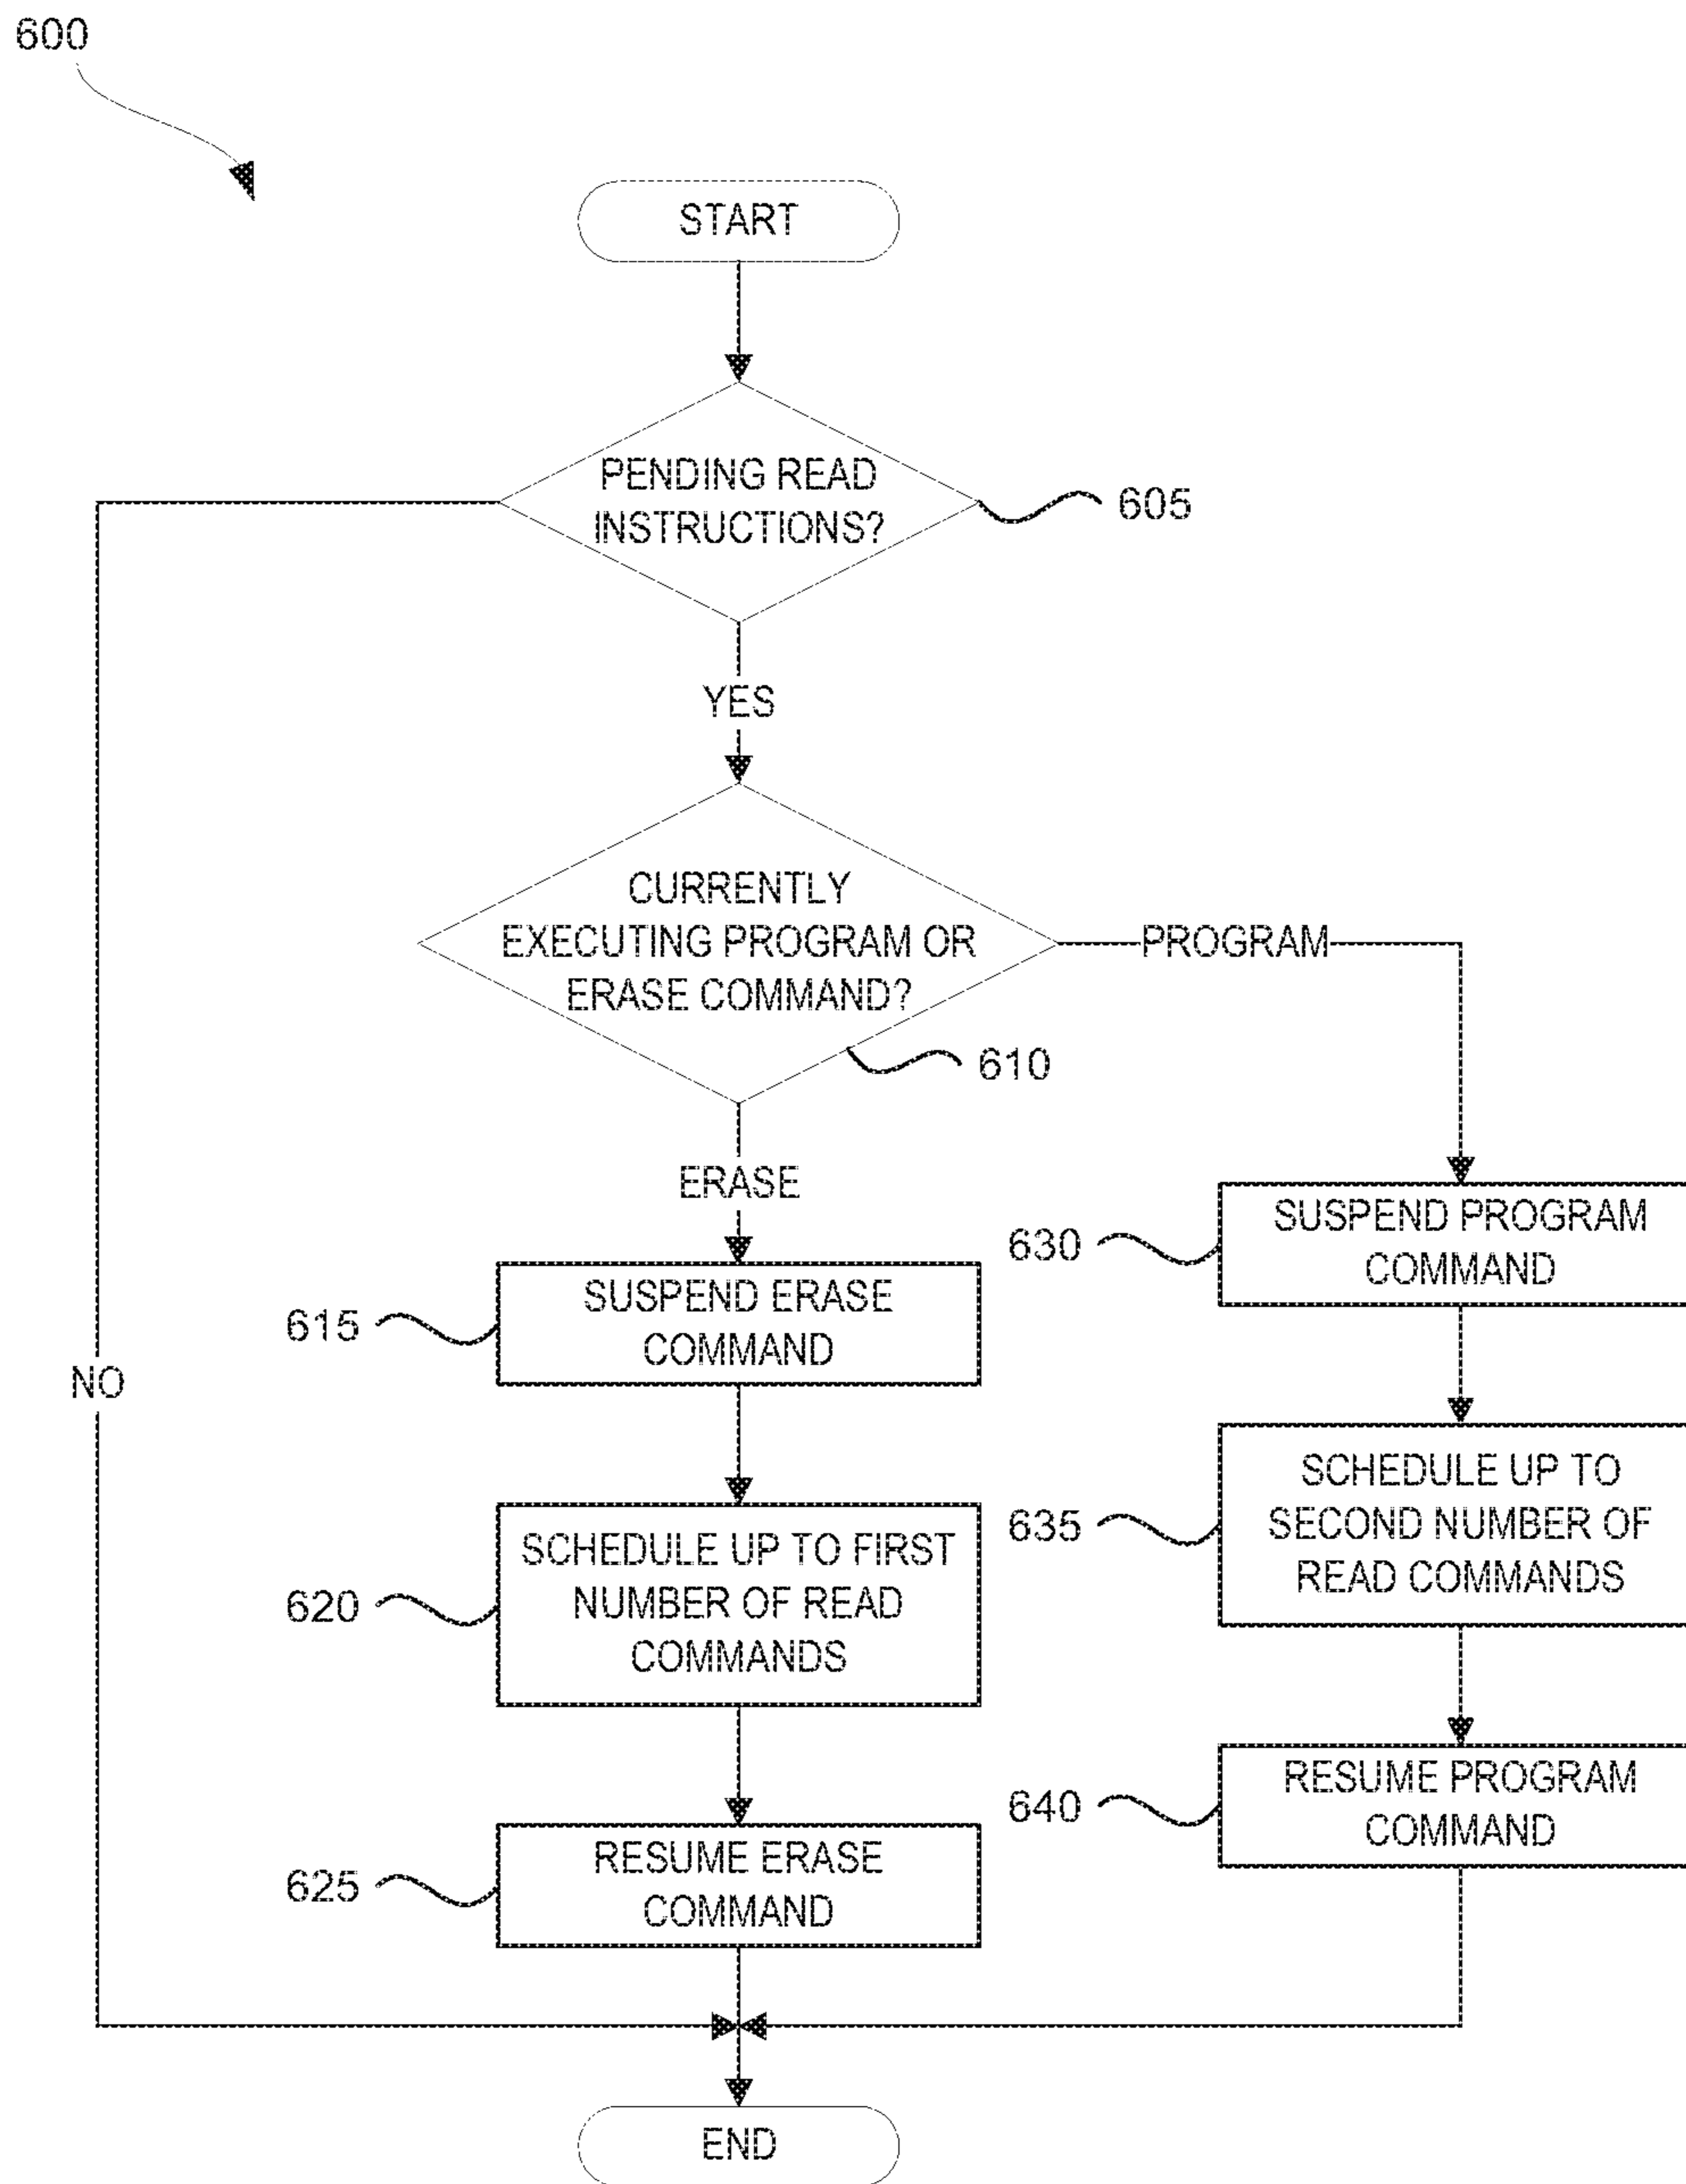 600
START
PENDING READ
INSTRUCTIONS?
605
YES
CURRENTLY
EXECUTING PROGRAM OR
ERASE COMMAND?
PROGRAM
610
ERASE
SUSPEND ERASE
COMMAND
615
SUSPEND PROGRAM
COMMAND
630
NO
SCHEDULE UP TO FIRST
NUMBER OF READ
COMMANDS
620
SCHEDULE UP TO
SECOND NUMBER OF
READ COMMANDS
635
RESUME ERASE
COMMAND
625
RESUME PROGRAM
COMMAND
640
END